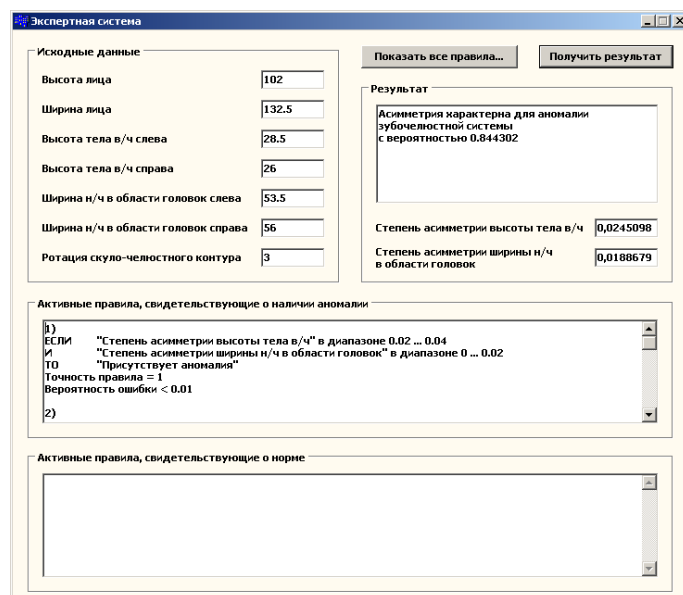 Экспертная система
Исходные данные
Высота лица 102
Ширина лица 132.5
Высота тела в/ч слева 28.5
Высота тела в/ч справа 26
Ширина н/ч в области головок слева 53.5
Ширина н/ч в области головок справа 56
Ротация скуло-челюстного контура 3
Показать все правила... Получить результат
Результат
Асимметрия характерна для аномалии
зубочелюстной системы
с вероятностью 0.844302
Степень асимметрии высоты тела в/ч 0,0245098
Степень асимметрии ширины н/ч
в области головок 0,0188679
Активные правила, свидетельствующие о наличии аномалии
1)
ЕСЛИ "Степень асимметрии высоты тела в/ч" в диапазоне 0.02 ... 0.04
И "Степень асимметрии ширины н/ч в области головок" в диапазоне 0 ... 0.02
ТО "Присутствует аномалия"
Точность правила = 1
Вероятность ошибки < 0.01
2)
Активные правила, свидетельствующие о норме